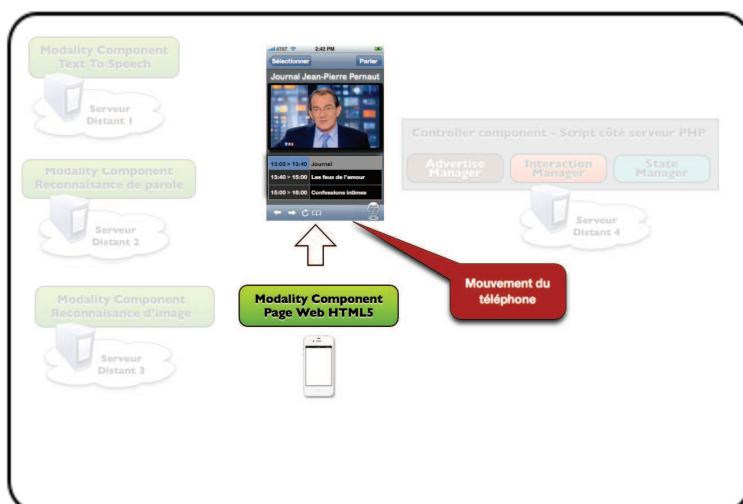 Modality Component
Text To Speech
Serveur
Distant 1
Modality Component
Reconnaisance de parole
Serveur
Distant 2
Modality Component
Reconnaisance d'image
Serveur
Distant 3
AT&T 2:42 PM
Sélectionner Parler
Journal Jean-Pierre Pernaut
13:00 > 13:40 Journal
13:40 > 15:00 Les feux de l'amour
15:00 > 16:00 Confessions intimes
Modality Component
Page Web HTML5
Mouvement du
téléphone
Controller component - Script côté serveur PHP
Advertise
Manager
Interaction
Manager
State
Manager
Serveur
Distant 4